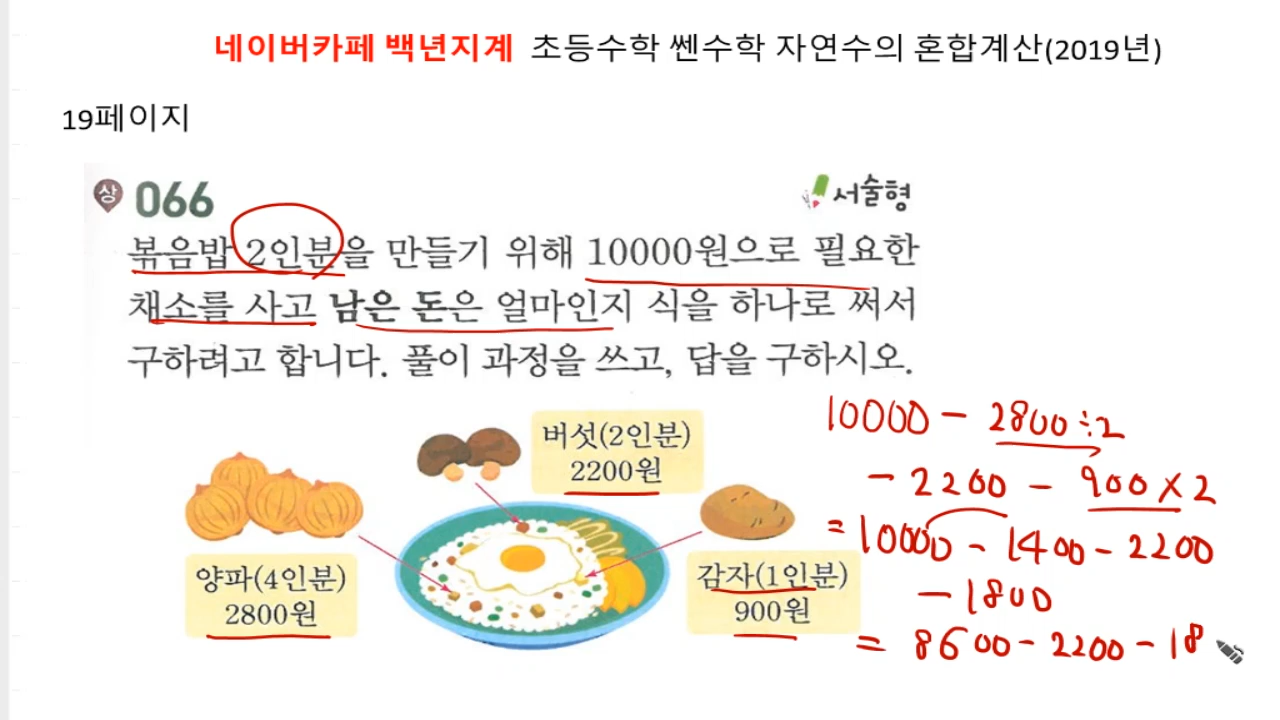 네이버카페 백년지계 초등수학 쎈수학 자연수의 혼합계산(2019년)
19페이지
상 066
서술형
볶음밥 2인분을 만들기 위해 10000원으로 필요한
채소를 사고 남은 돈은 얼마인지 식을 하나로 써서
구하려고 합니다. 풀이 과정을 쓰고, 답을 구하시오.
버섯(2인분)
2200원
양파(4인분)
2800원
감자(1인분)
900원
10000 - 2800÷2
- 2200 - 900×2
=10000 - 1400 - 2200
- 1800
= 8600 - 2200 - 18